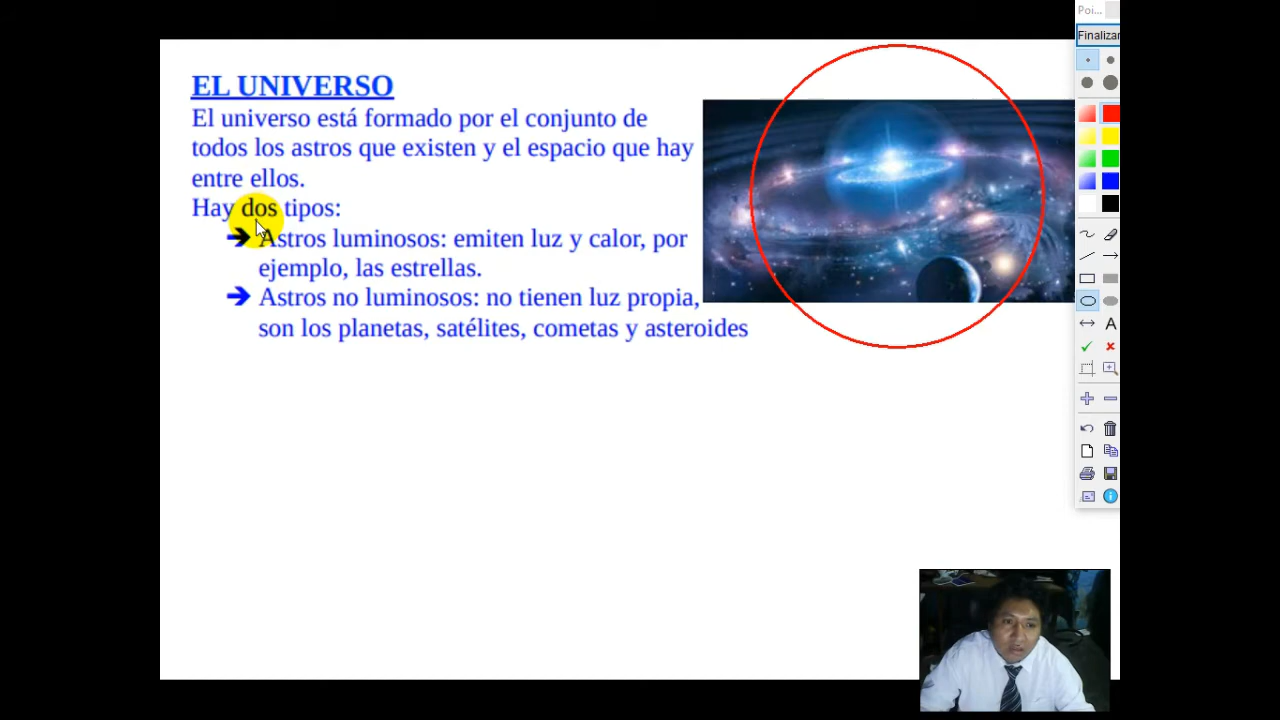 EL UNIVERSO
El universo está formado por el conjunto de
todos los astros que existen y el espacio que hay
entre ellos.
Hay dos tipos:
Astros luminosos: emiten luz y calor, por
ejemplo, las estrellas.
Astros no luminosos: no tienen luz propia,
son los planetas, satélites, cometas y asteroides
Poi...
Finalizar
A